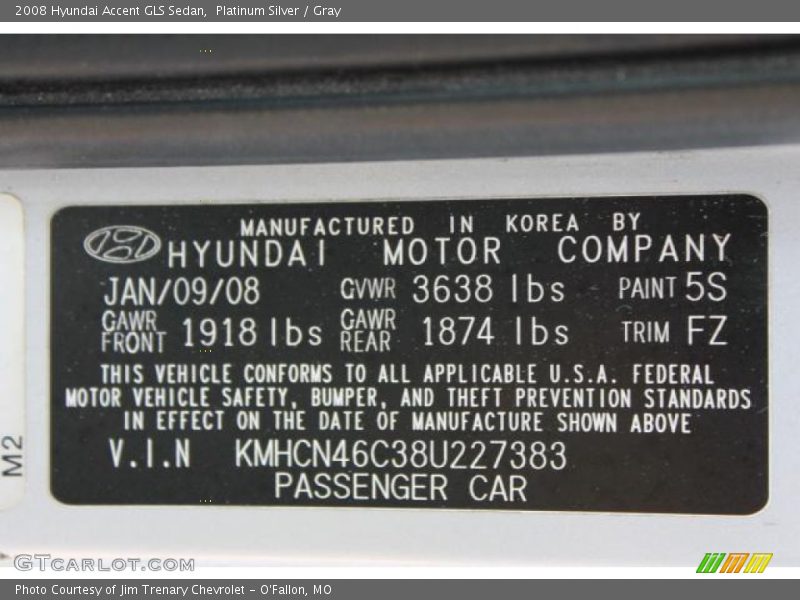 2008 Hyundai Accent GLS Sedan,  Platinum Silver / Gray
MANUFACTURED IN KOREA BY
HYUNDAI MOTOR COMPANY
JAN/09/08 GVWR 3638 lbs PAINT 5S
GAWR FRONT 1918 lbs GAWR REAR 1874 lbs TRIM FZ
THIS VEHICLE CONFORMS TO ALL APPLICABLE U.S.A. FEDERAL
MOTOR VEHICLE SAFETY, BUMPER, AND THEFT PREVENTION STANDARDS
IN EFFECT ON THE DATE OF MANUFACTURE SHOWN ABOVE
V.I.N KMHCN46C38U227383
PASSENGER CAR
M2
GTCARLOT.COM
Photo Courtesy of Jim Trenary Chevrolet - O'Fallon, MO